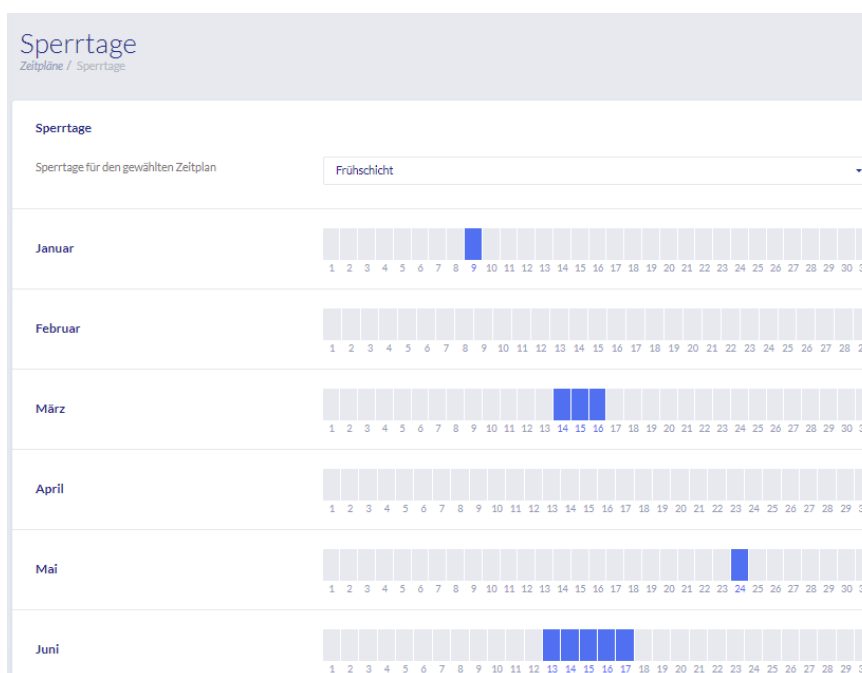 Sperrtage
Zeitpläne / Sperrtage
Sperrtage
Sperrtage für den gewählten Zeitplan
Frühschicht
Januar
1 2 3 4 5 6 7 8 9 10 11 12 13 14 15 16 17 18 19 20 21 22 23 24 25 26 27 28 29 30
Februar
1 2 3 4 5 6 7 8 9 10 11 12 13 14 15 16 17 18 19 20 21 22 23 24 25 26 27 28
März
1 2 3 4 5 6 7 8 9 10 11 12 13 14 15 16 17 18 19 20 21 22 23 24 25 26 27 28 29 30
April
1 2 3 4 5 6 7 8 9 10 11 12 13 14 15 16 17 18 19 20 21 22 23 24 25 26 27 28 29
Mai
1 2 3 4 5 6 7 8 9 10 11 12 13 14 15 16 17 18 19 20 21 22 23 24 25 26 27 28 29 30
Juni
1 2 3 4 5 6 7 8 9 10 11 12 13 14 15 16 17 18 19 20 21 22 23 24 25 26 27 28 29